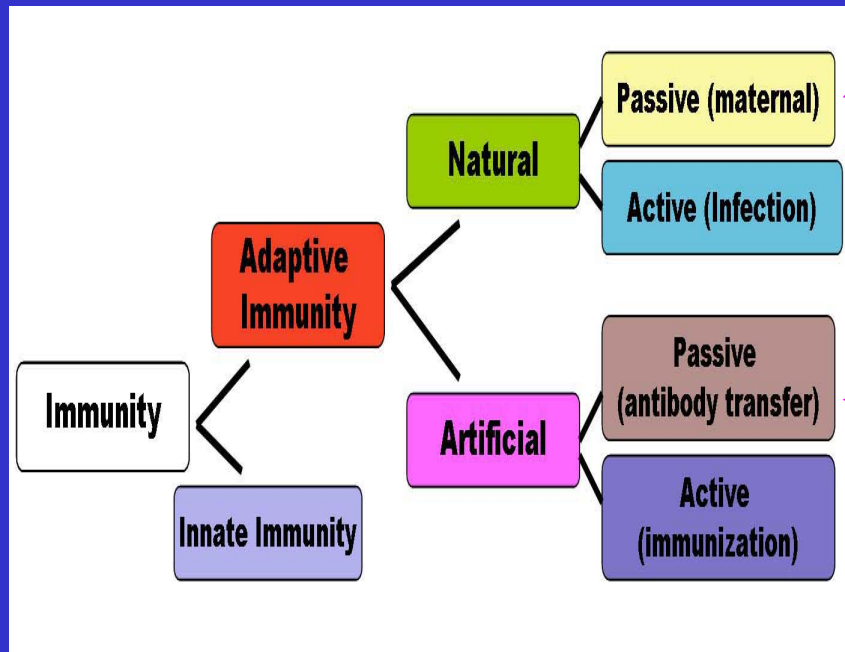 Passive (maternal)
Natural
Active (Infection)
Adaptive
Immunity
Passive
(antibody transfer)
Immunity
Artificial
Active
(immunization)
Innate Immunity